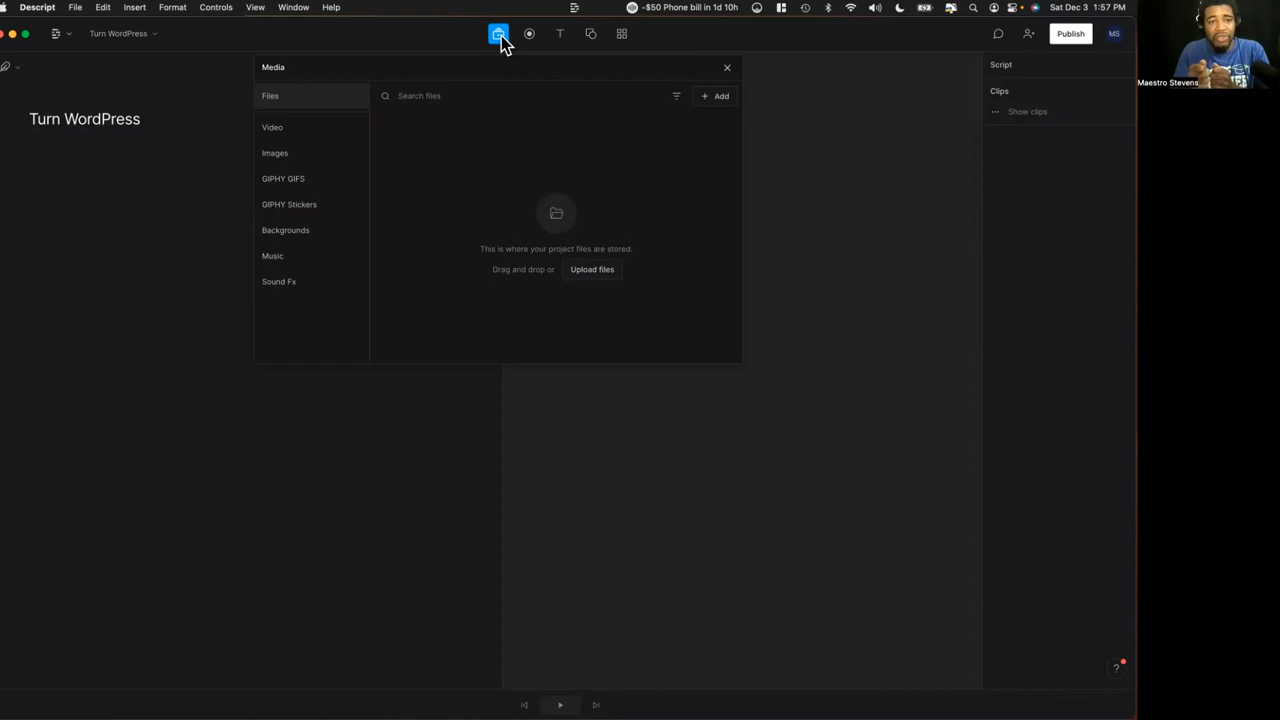 Descript File Edit Insert Format Controls View Window Help -$50 Phone bill in 1d 10h Sat Dec 3 1:57 PM
Turn WordPress T Publish MS
Maestro Stevens
Media
Script
Files Search files + Add
Clips
... Show clips
Turn WordPress
Video
Images
GIPHY GIFS
GIPHY Stickers
Backgrounds
Music
Sound Fx
This is where your project files are stored.
Drag and drop or Upload files
?